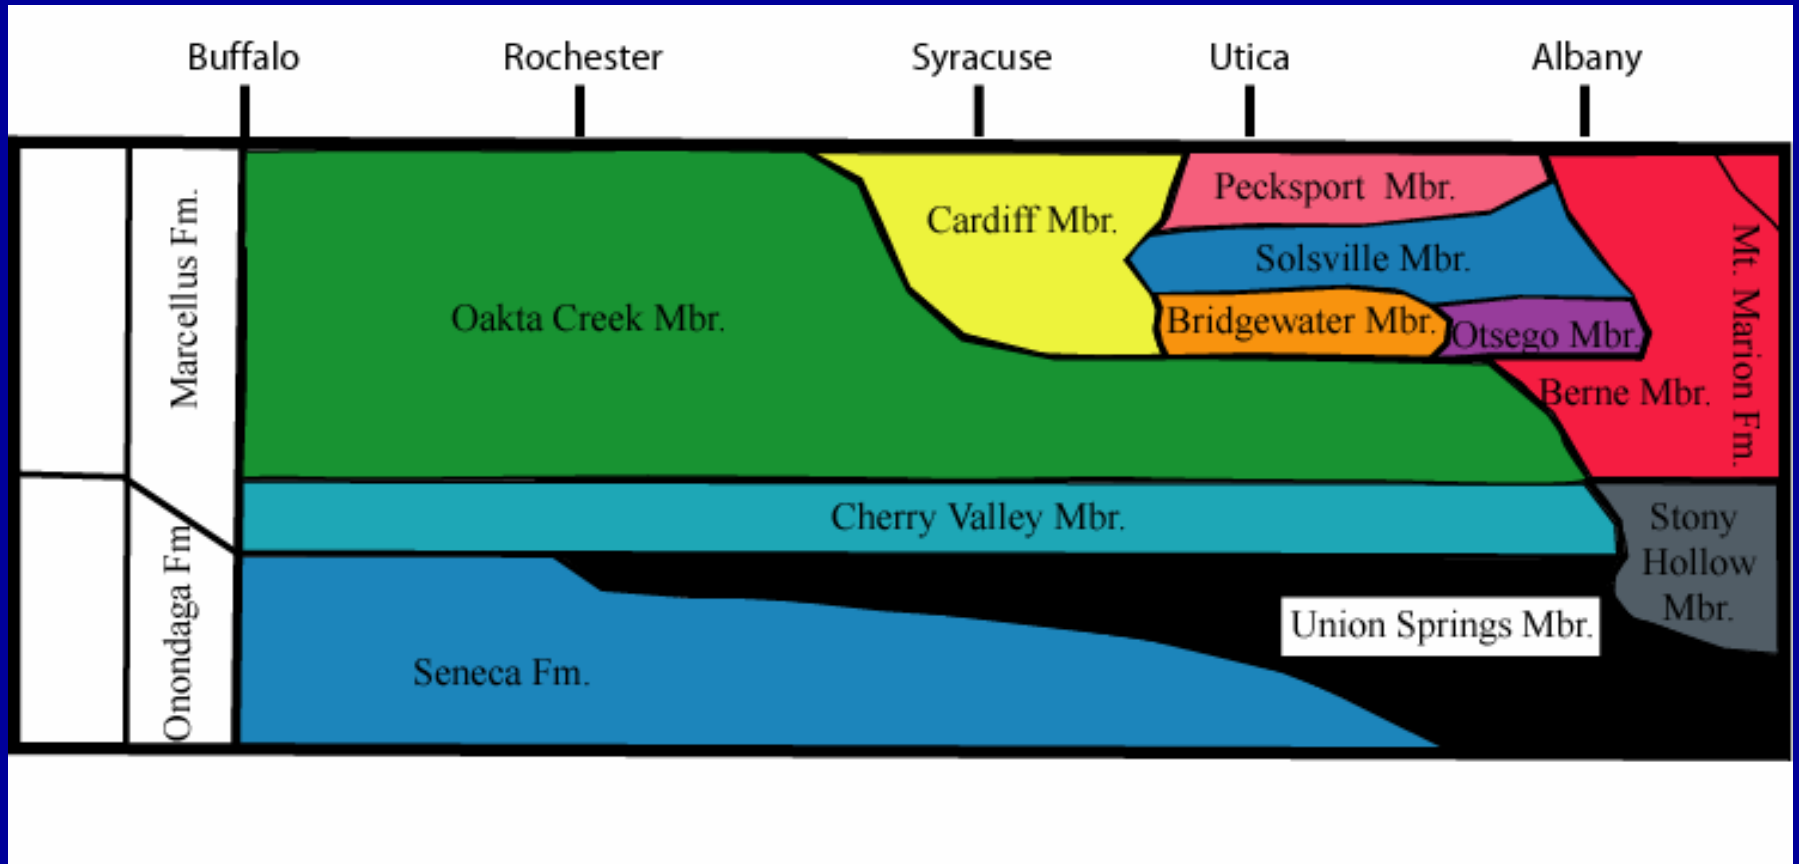 Buffalo
Rochester
Syracuse
Utica
Albany
Marcellus Fm.
Onondaga Fm
Oakta Creek Mbr.
Cardiff Mbr.
Pecksport Mbr.
Solsville Mbr.
Bridgewater Mbr.
Otsego Mbr.
Berne Mbr.
Mt. Marion Fm.
Cherry Valley Mbr.
Stony
Hollow
Mbr.
Union Springs Mbr.
Seneca Fm.